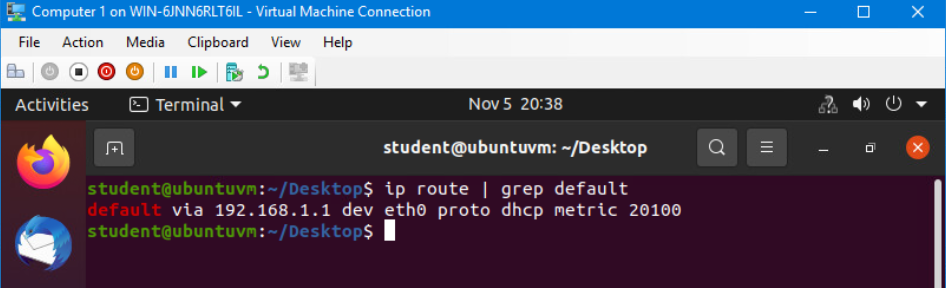 Computer 1 on WIN-6JNN6RLT6IL - Virtual Machine Connection
File Action Media Clipboard View Help
Activities Terminal Nov 5 20:38
student@ubuntuvm: ~/Desktop
student@ubuntuvm:~/Desktop$ ip route | grep default
default via 192.168.1.1 dev eth0 proto dhcp metric 20100
student@ubuntuvm:~/Desktop$